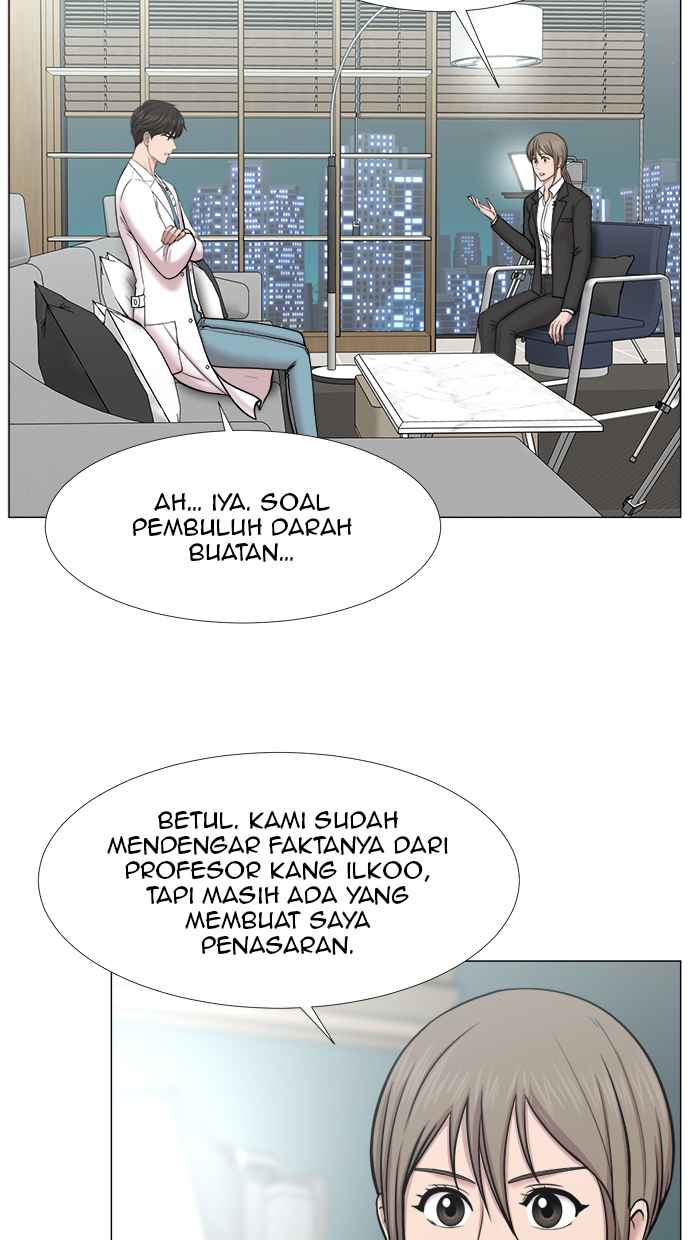 AH... IYA. SOAL
PEMBULUH DARAH
BUATAN...
BETUL. KAMI SUDAH
MENDENGAR FAKTANYA DARI
PROFESOR KANG ILKOO,
TAPI MASIH ADA YANG
MEMBUAT SAYA
PENASARAN.